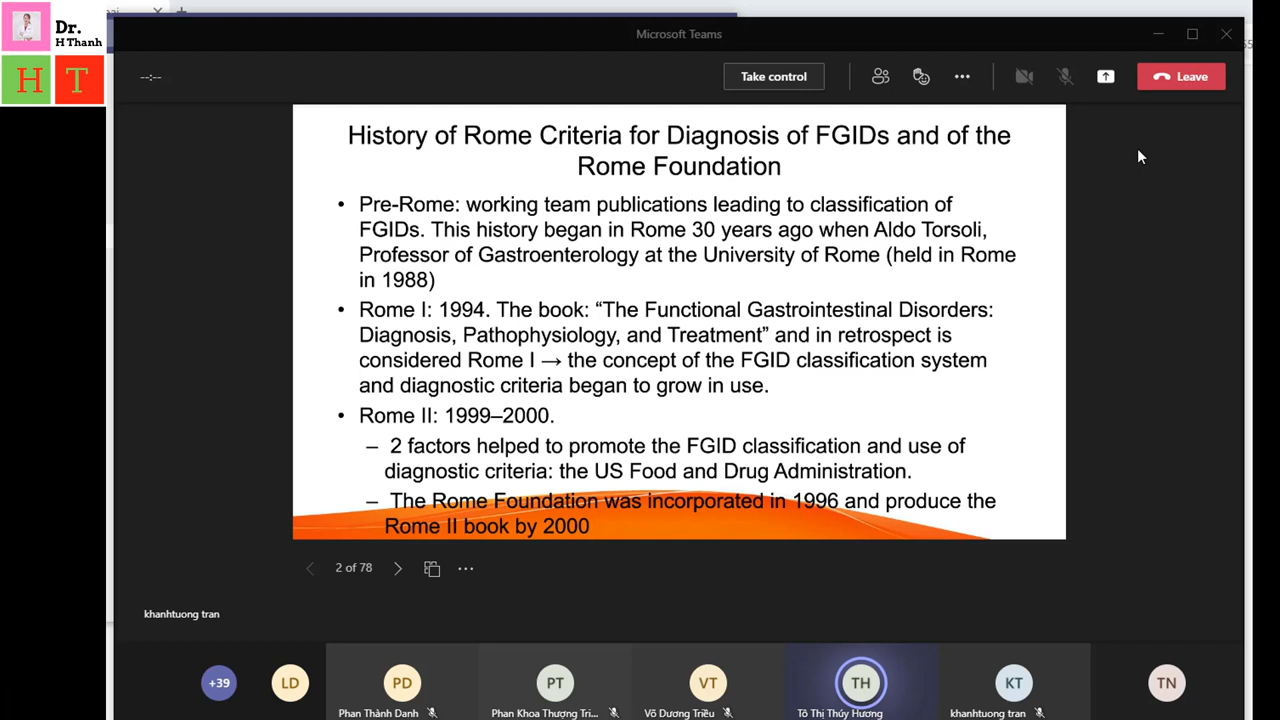 Dr.
H Thanh
H T
Microsoft Teams
--:--
Take control
Leave
History of Rome Criteria for Diagnosis of FGIDs and of the
Rome Foundation
• Pre-Rome: working team publications leading to classification of
FGIDs. This history began in Rome 30 years ago when Aldo Torsoli,
Professor of Gastroenterology at the University of Rome (held in Rome
in 1988)
• Rome I: 1994. The book: “The Functional Gastrointestinal Disorders:
Diagnosis, Pathophysiology, and Treatment” and in retrospect is
considered Rome I → the concept of the FGID classification system
and diagnostic criteria began to grow in use.
• Rome II: 1999–2000.
– 2 factors helped to promote the FGID classification and use of
diagnostic criteria: the US Food and Drug Administration.
– The Rome Foundation was incorporated in 1996 and produce the
Rome II book by 2000
2 of 78
khanhtuong tran
+39
LD
PD
PT
VT
TH
KT
TN
Phan Thành Danh
Phan Khoa Thượng Tri...
Võ Dương Triều
Tô Thị Thúy Hương
khanhtuong tran